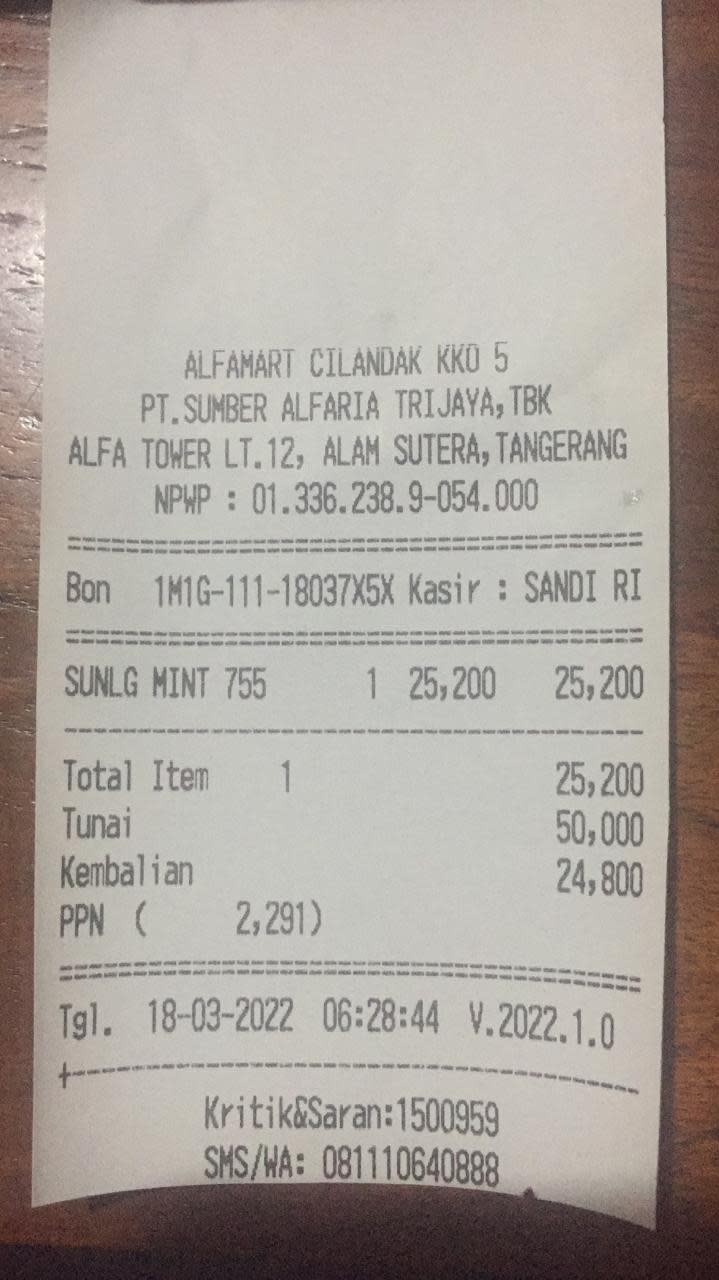 ALFAMART CILANDAK KKO 5
PT.SUMBER ALFARIA TRIJAYA,TBK
ALFA TOWER LT.12, ALAM SUTERA,TANGERANG
NPWP : 01.336.238.9-054.000
Bon 1M1G-111-18037X5X Kasir : SANDI RI
SUNLG MINT 755 1 25,200 25,200
Total Item 1 25,200
Tunai 50,000
Kembalian 24,800
PPN ( 2,291)
Tgl. 18-03-2022 06:28:44 V.2022.1.0
Kritik&Saran:1500959
SMS/WA: 081110640888